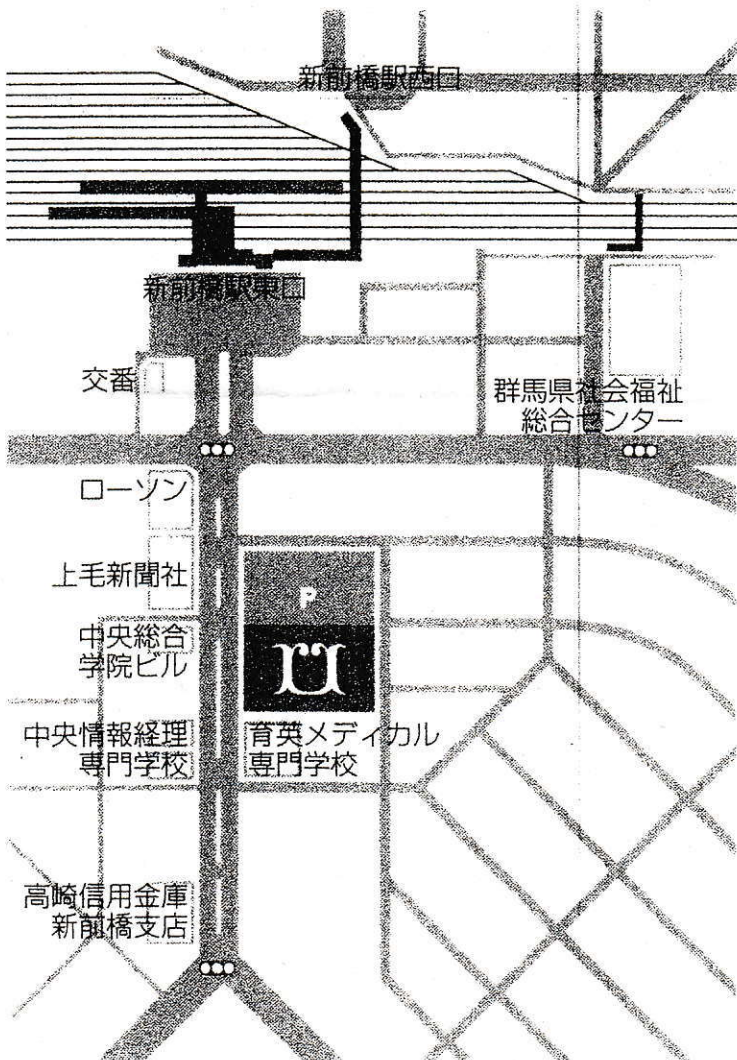 新前橋駅西口
新前橋駅東口
交番
群馬県社会福祉
総合センター
ローソン
上毛新聞社
P
中央総合
学院ビル
中央情報経理
専門学校
育英メディカル
専門学校
高崎信用金庫
新前橋支店